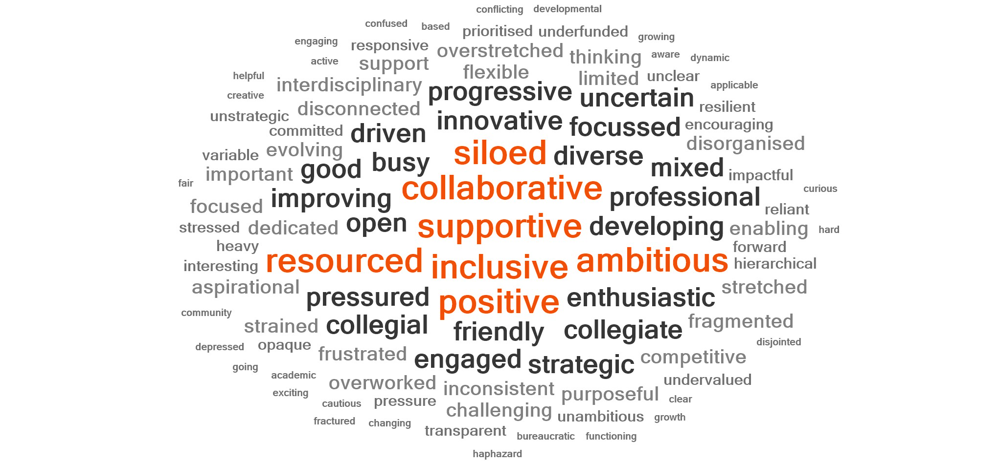 conflicting developmental
confused based prioritised underfunded growing
engaging responsive overstretched thinking aware dynamic
active support flexible limited unclear
helpful interdisciplinary progressive uncertain applicable
creative disconnected innovative focussed resilient
unstrategic committed driven encouraging
variable evolving siloed diverse disorganised
important good busy mixed impactful
fair improving collaborative professional curious
focused open supportive developing reliant
stressed dedicated enabling hard
heavy resourced inclusive ambitious forward
interesting hierarchical
aspirational pressured positive enthusiastic stretched
community strained collegial friendly collegiate fragmented
depressed opaque frustrated engaged strategic competitive disjointed
going academic overworked inconsistent purposeful undervalued
exciting cautious pressure challenging clear
fractured changing unambitious growth
transparent bureaucratic functioning
haphazard